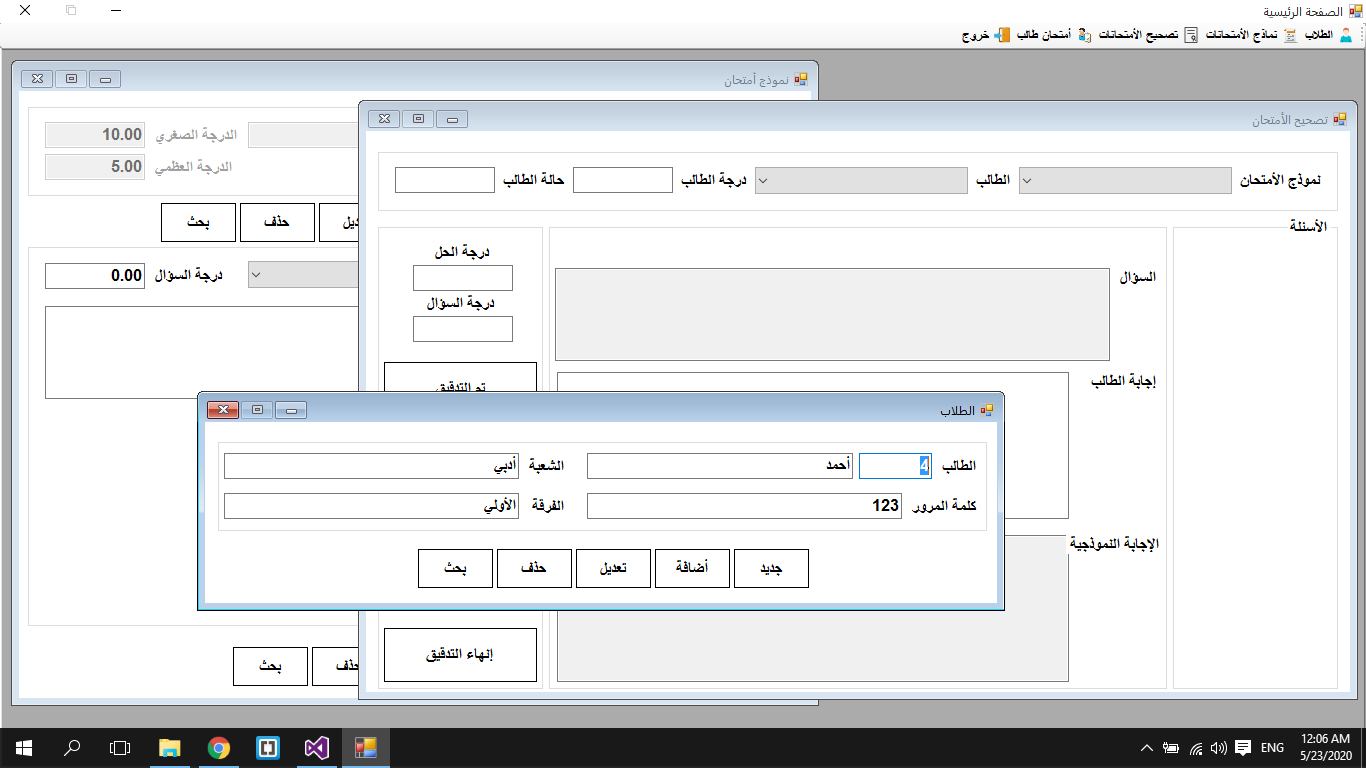 الصفحة الرئيسية
الطلاب نماذج الأمتحانات تصحيح الأمتحانات أمتحان طالب خروج
نموذج أمتحان
الدرجة الصغري 10.00
الدرجة العظمي 5.00
حذف بحث
درجة السؤال 0.00
حذف بحث
تصحيح الأمتحان
نموذج الأمتحان الطالب درجة الطالب حالة الطالب
الأسئلة
السؤال
إجابة الطالب
الإجابة النموذجية
درجة الحل
درجة السؤال
تم التدقيق
إنهاء التدقيق
الطلاب
الطالب 4 أحمد الشعبة أدبي
كلمة المرور 123 الفرقة الأولي
جديد أضافة تعديل حذف بحث
ENG
12:06 AM
5/23/2020